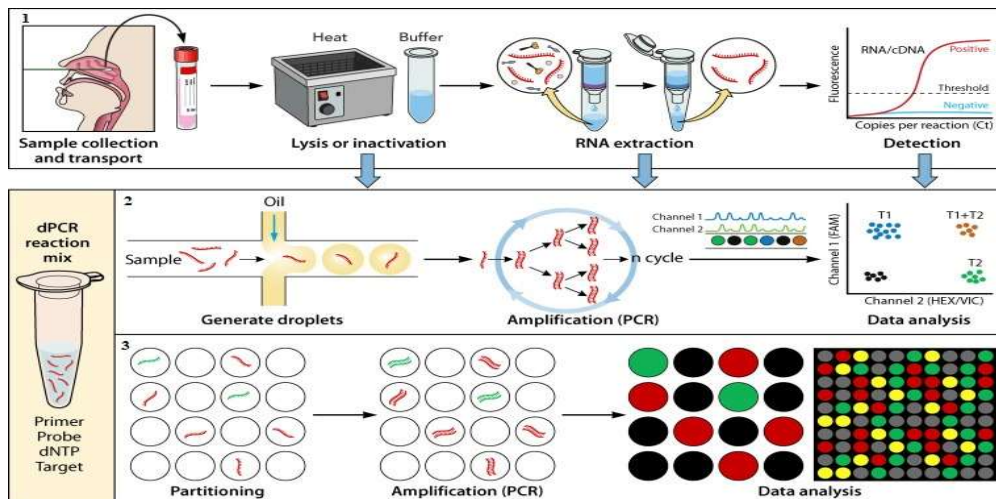 1
Heat
Buffer
RNA/cDNA
Positive
Threshold
Negative
Fluorescence
Copies per reaction (Ct)
Sample collection
and transport
Lysis or inactivation
RNA extraction
Detection
dPCR
reaction
mix
Primer
Probe
dNTP
Target
2
Oil
Sample
Generate droplets
n cycle
Amplification (PCR)
Channel 1
Channel 2
T1
T1+T2
T2
Channel 1 (FAM)
Channel 2 (HEX/VIC)
Data analysis
3
Partitioning
Amplification (PCR)
Data analysis